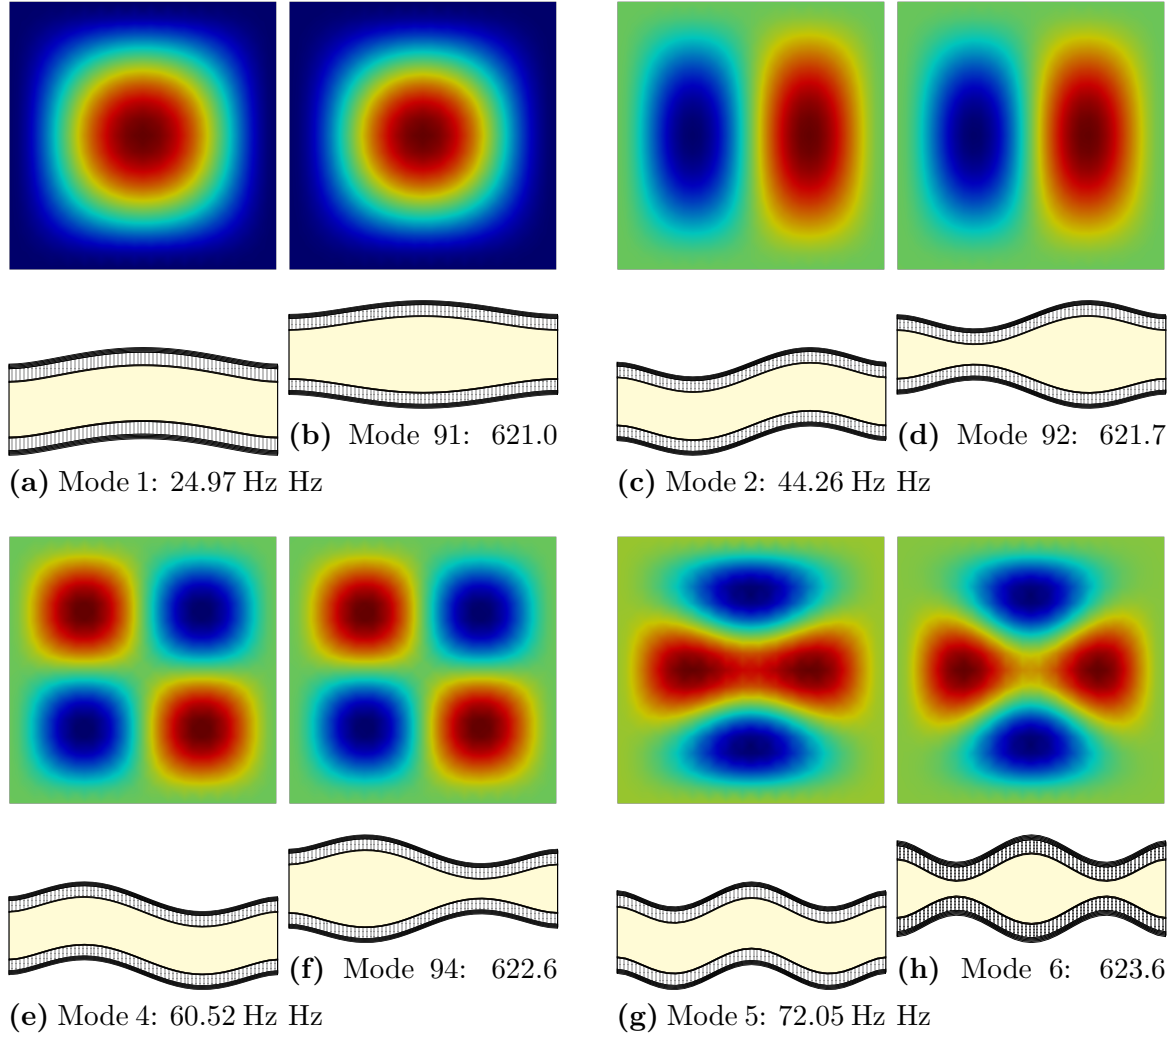 (a) Mode 1: 24.97 Hz
(b) Mode 91: 621.0
Hz
(c) Mode 2: 44.26 Hz
(d) Mode 92: 621.7
Hz
(e) Mode 4: 60.52 Hz
(f) Mode 94: 622.6
Hz
(g) Mode 5: 72.05 Hz
(h) Mode 6: 623.6
Hz